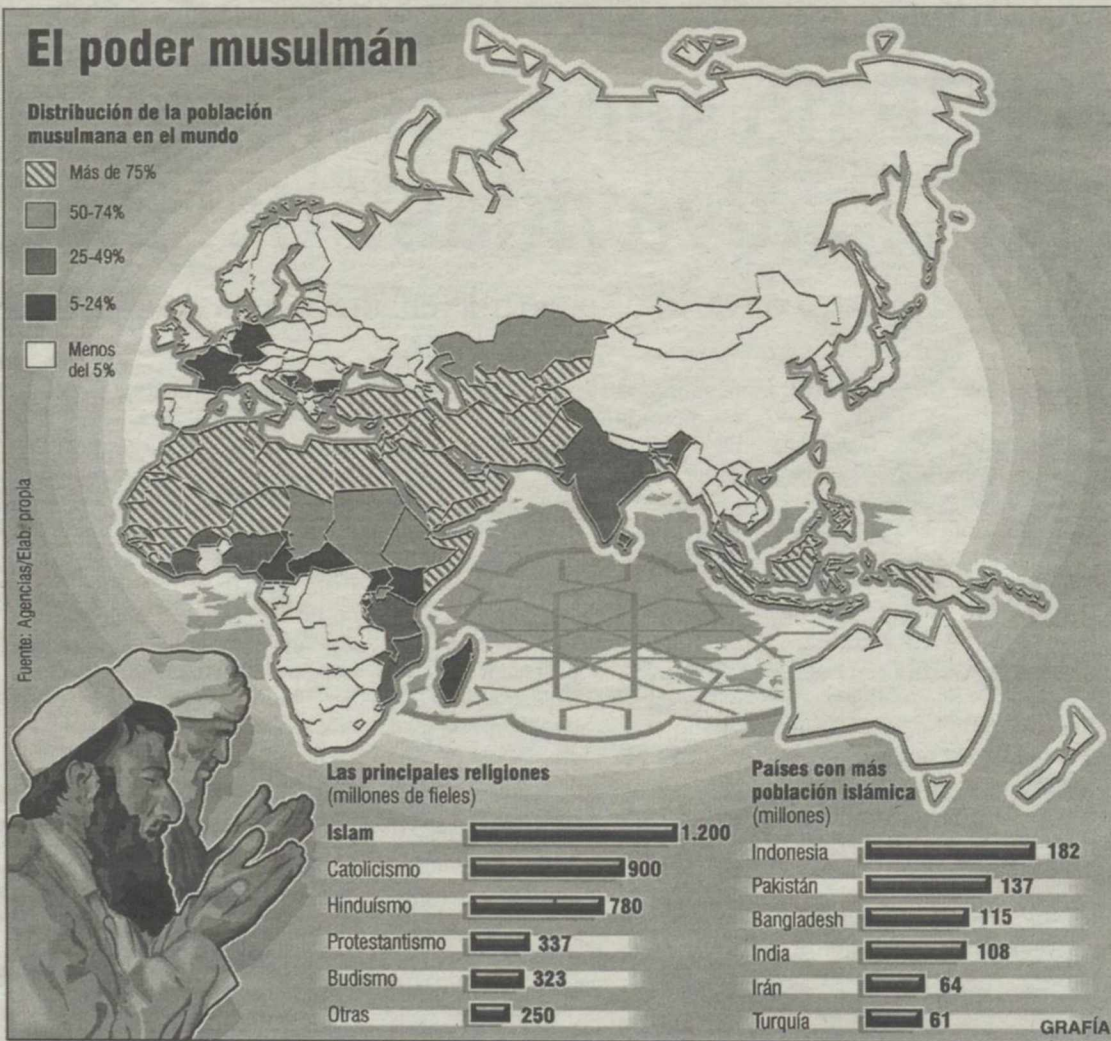 El poder musulmán
Distribución de la población
musulmana en el mundo
Más de 75%
50-74%
25-49%
5-24%
Menos
del 5%
Fuente: Agencias/Elab. propia
Las principales religiones
(millones de fieles)
Islam 1.200
Catolicismo 900
Hinduísmo 780
Protestantismo 337
Budismo 323
Otras 250
Países con más
población islámica
(millones)
Indonesia 182
Pakistán 137
Bangladesh 115
India 108
Irán 64
Turquía 61
GRAFÍA